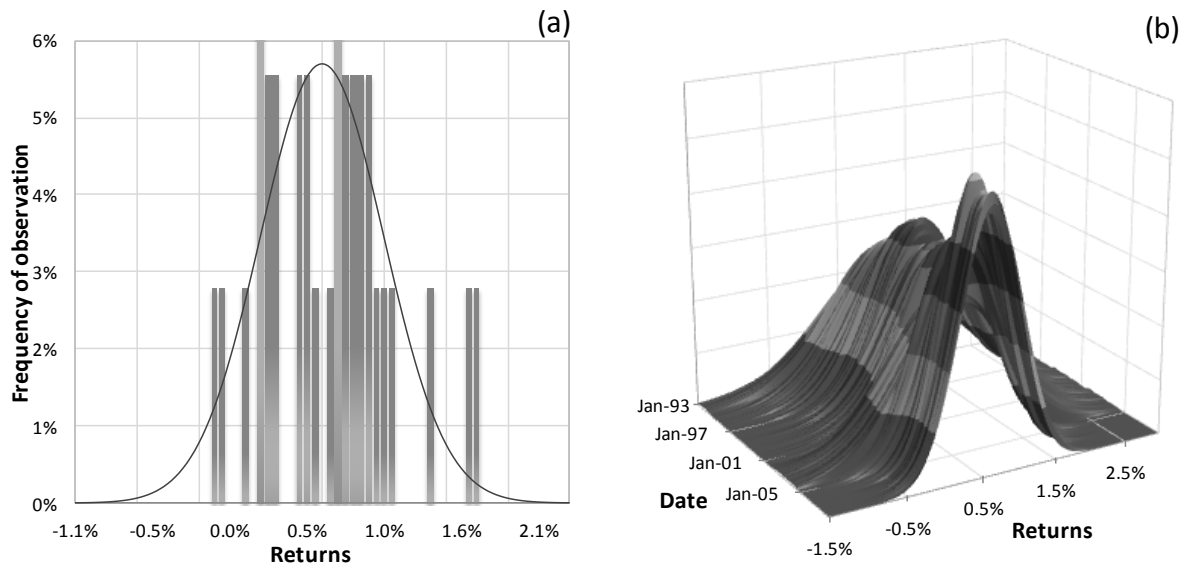 (a)
6%
5%
4%
3%
2%
1%
0%
Frequency of observation
-1.1% -0.5% 0.0% 0.5% 1.0% 1.6% 2.1%
Returns
(b)
Jan-93
Jan-97
Jan-01
Jan-05
Date
-1.5%
-0.5%
0.5%
1.5%
2.5%
Returns